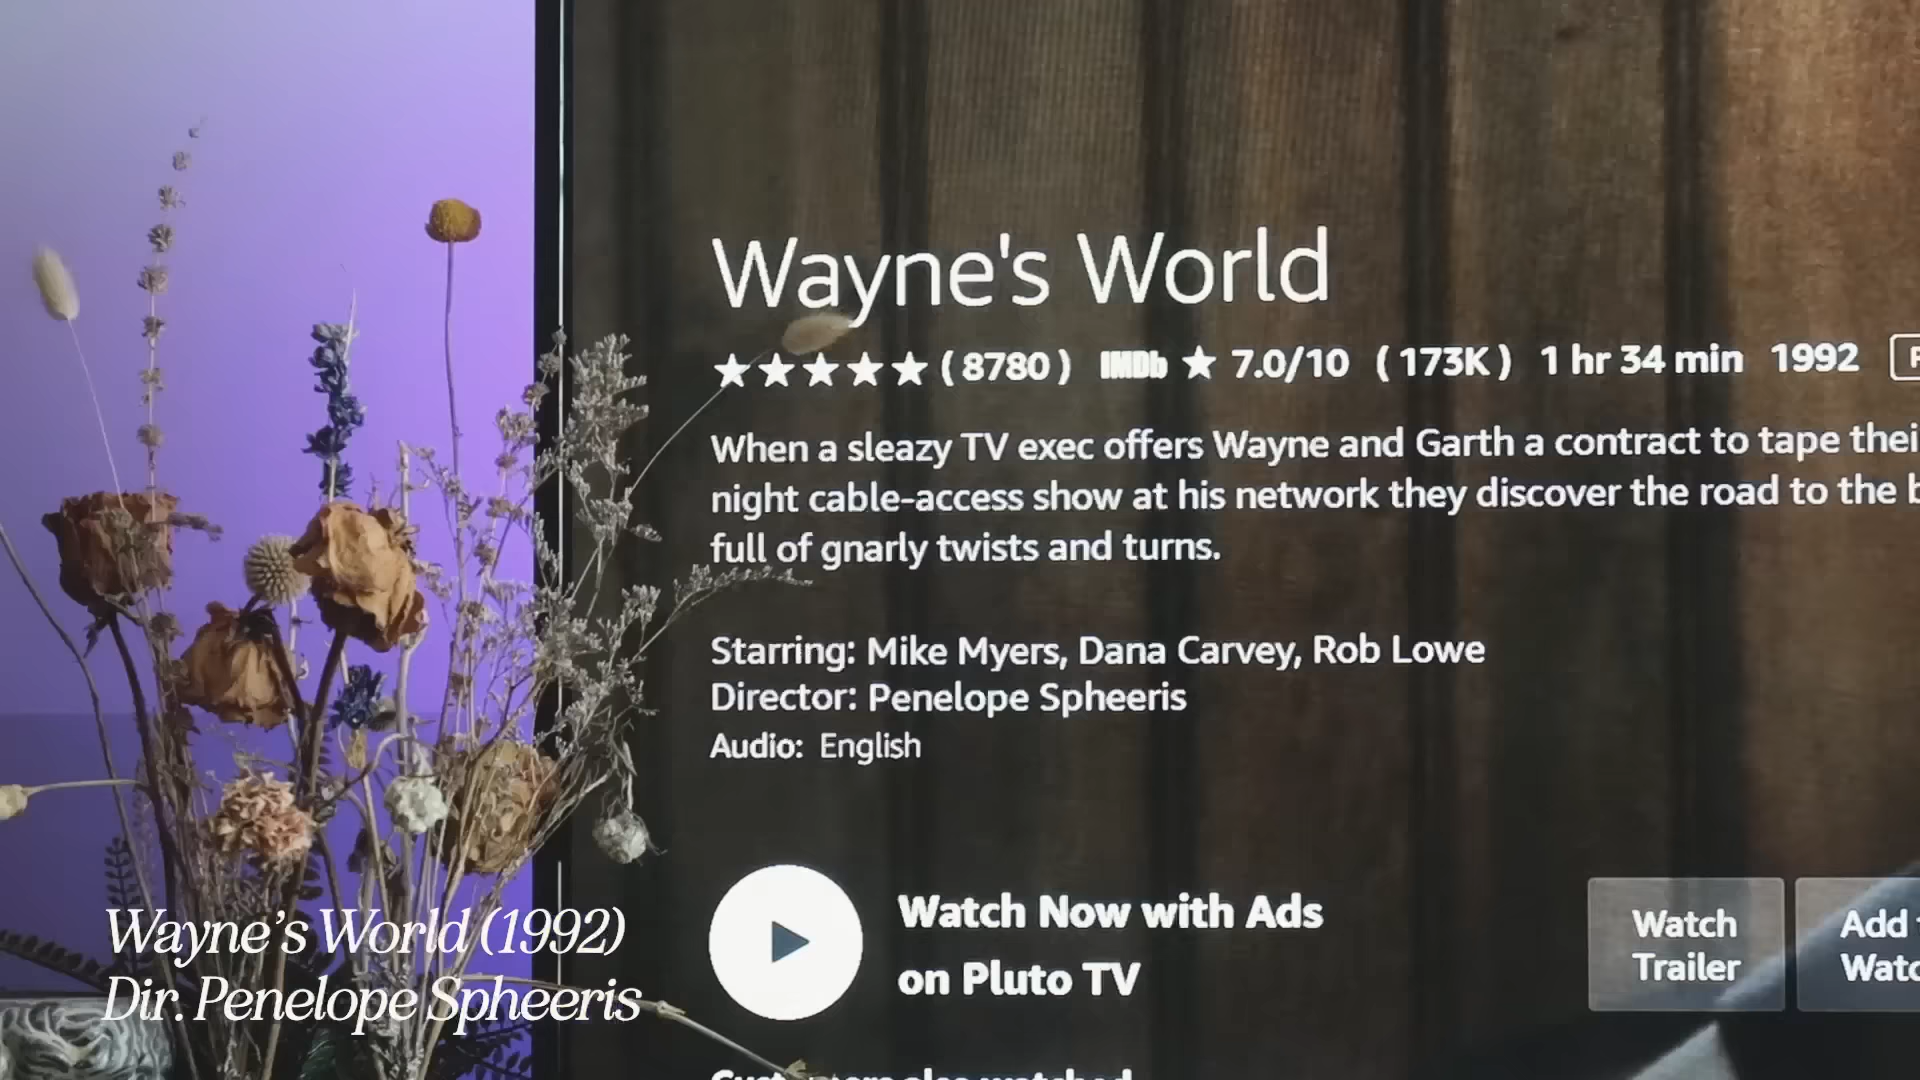 Wayne's World
(8780) IMDb 7.0/10 (173K) 1 hr 34 min 1992
When a sleazy TV exec offers Wayne and Garth a contract to tape
night cable-access show at his network they discover the road to the
full of gnarly twists and turns.
Starring: Mike Myers, Dana Carvey, Rob Lowe
Director: Penelope Spheeris
Audio: English
Watch Now with Ads
on Pluto TV
Watch
Trailer
Add
Wayne's World (1992)
Dir. Penelope Spheeris